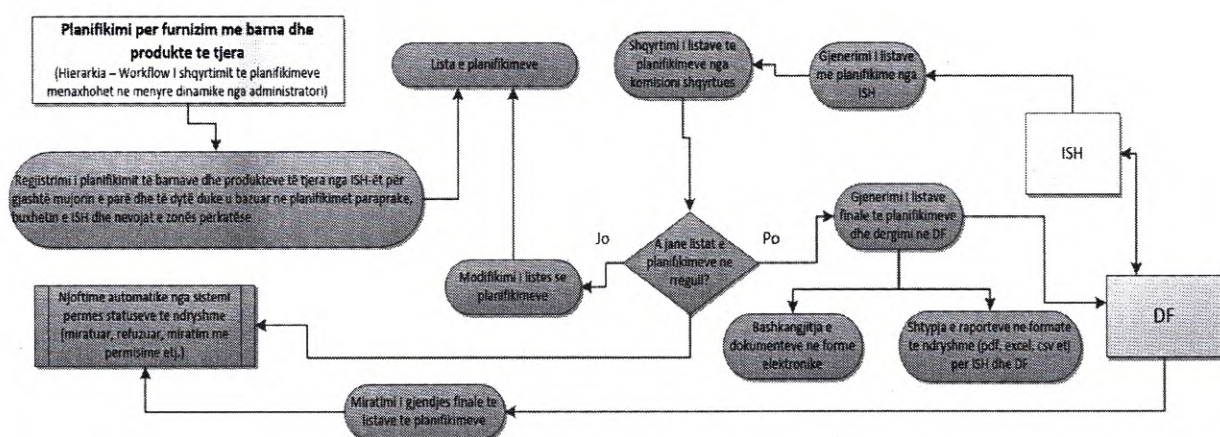 Planifikimi per furnizim me barna dhe
produkte te tjera
(Hierarkia – Workflow i shqyrtimit te planifikimeve
menaxhohet ne menyre dinamike nga administratori)
Lista e planifikimeve
Shqyrtimi i listave te
planifikimeve nga
komisioni shqyrtues
Gjenerimi i listave
me planifikime nga
ISH
ISH
Regjistrimi i planifikimit të barnave dhe produkteve të tjera nga ISH-ët për
gjashtë mujorin e parë dhe të dytë duke u bazuar në planifikimet paraprake,
buxhetin e ISH dhe nevojat e zonës përkatëse
Jo
A jane listat e
planifikimeve ne
rregull?
Po
Gjenerimi i listave
finale te planifikimeve
dhe dergimi ne DF
Modifikimi i listes se
planifikimeve
Njoftime automatike nga sistemi
permes statuseve te ndryshme
(miratuar, refuzuar, miratim me
permisime etj.)
Bashkangjitja e
dokumenteve ne forme
elektronike
Shtypja e raporteve ne formate
te ndryshme (pdf, excel, csv etj)
per ISH dhe DF
DF
Miratimi i gjendjes finale te
listave te planifikimeve